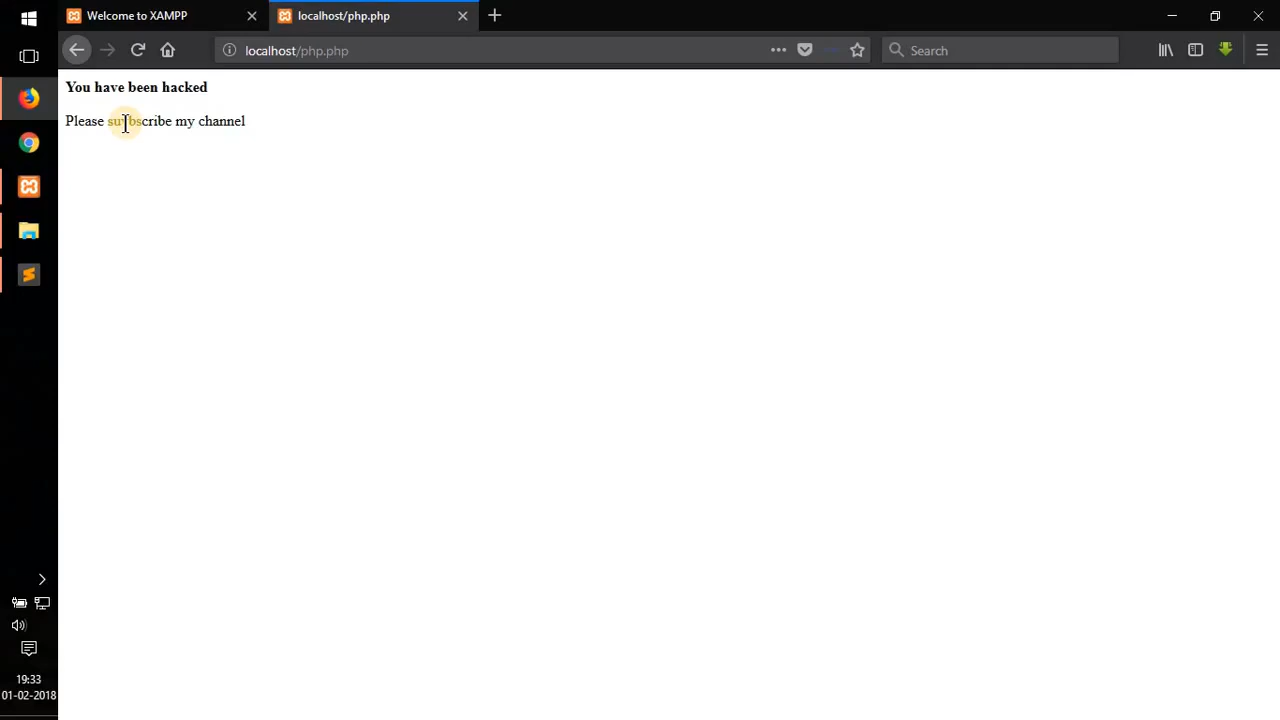 Welcome to XAMPP
localhost/php.php
localhost/php.php
Search
You have been hacked
Please suvbscribe my channel
19:33
01-02-2018